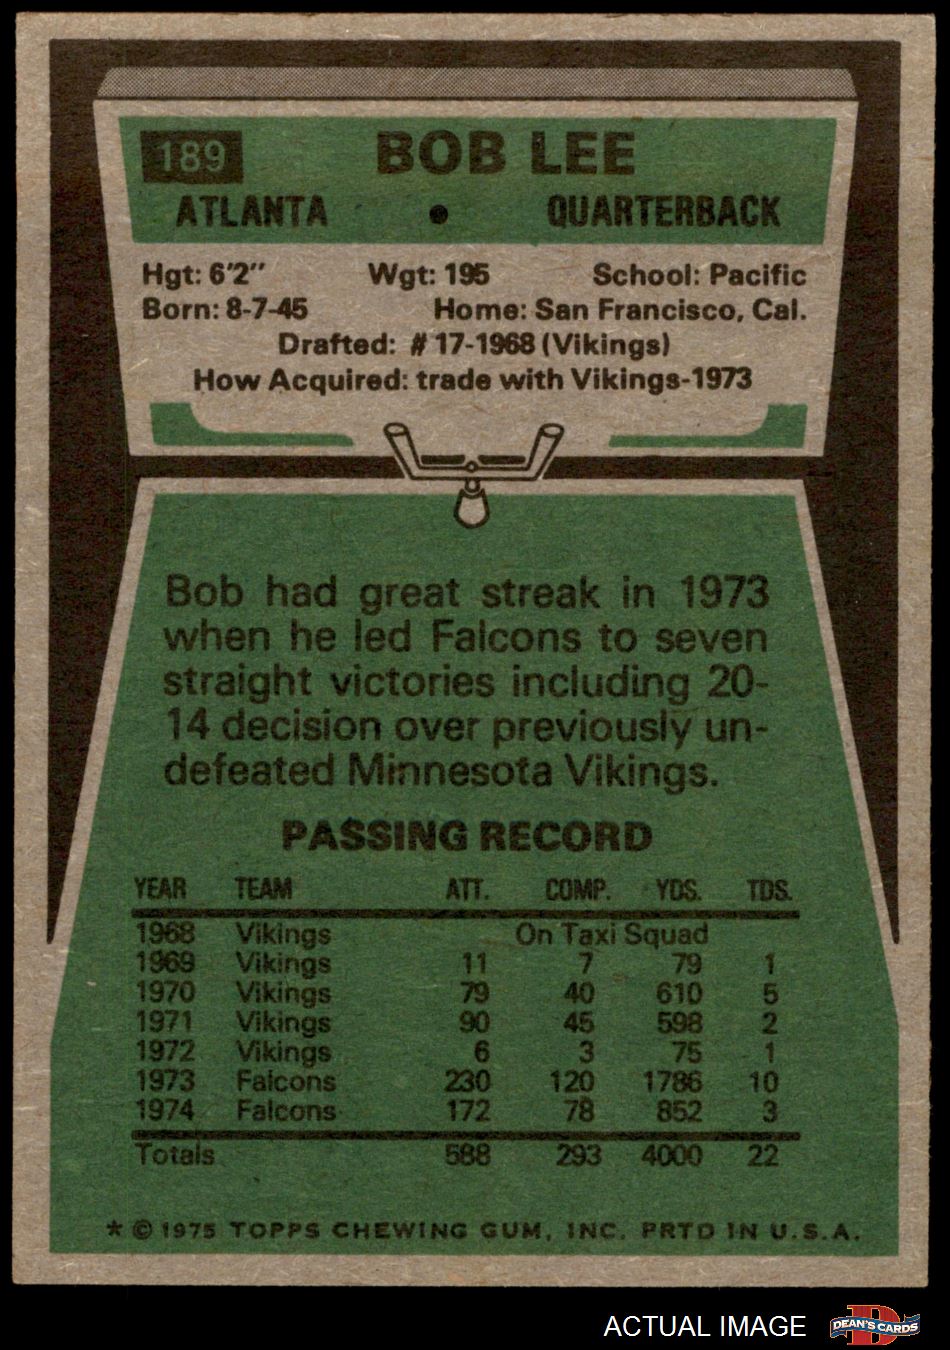 189 BOB LEE
ATLANTA • QUARTERBACK
Hgt: 6'2" Wgt: 195 School: Pacific
Born: 8-7-45 Home: San Francisco, Cal.
Drafted: #17-1968 (Vikings)
How Acquired: trade with Vikings-1973
Bob had great streak in 1973
when he led Falcons to seven
straight victories including 20-
14 decision over previously un-
defeated Minnesota Vikings.
PASSING RECORD
YEAR TEAM ATT. COMP. YDS. TDS.
1968 Vikings On Taxi Squad
1969 Vikings 11 7 79 1
1970 Vikings 79 40 610 5
1971 Vikings 90 45 598 2
1972 Vikings 6 3 75 1
1973 Falcons 230 120 1786 10
1974 Falcons 172 78 852 3
Totals 588 293 4000 22
* © 1975 TOPPS CHEWING GUM, INC. PRTD IN U.S.A.
ACTUAL IMAGE D DEAN'S CARDS